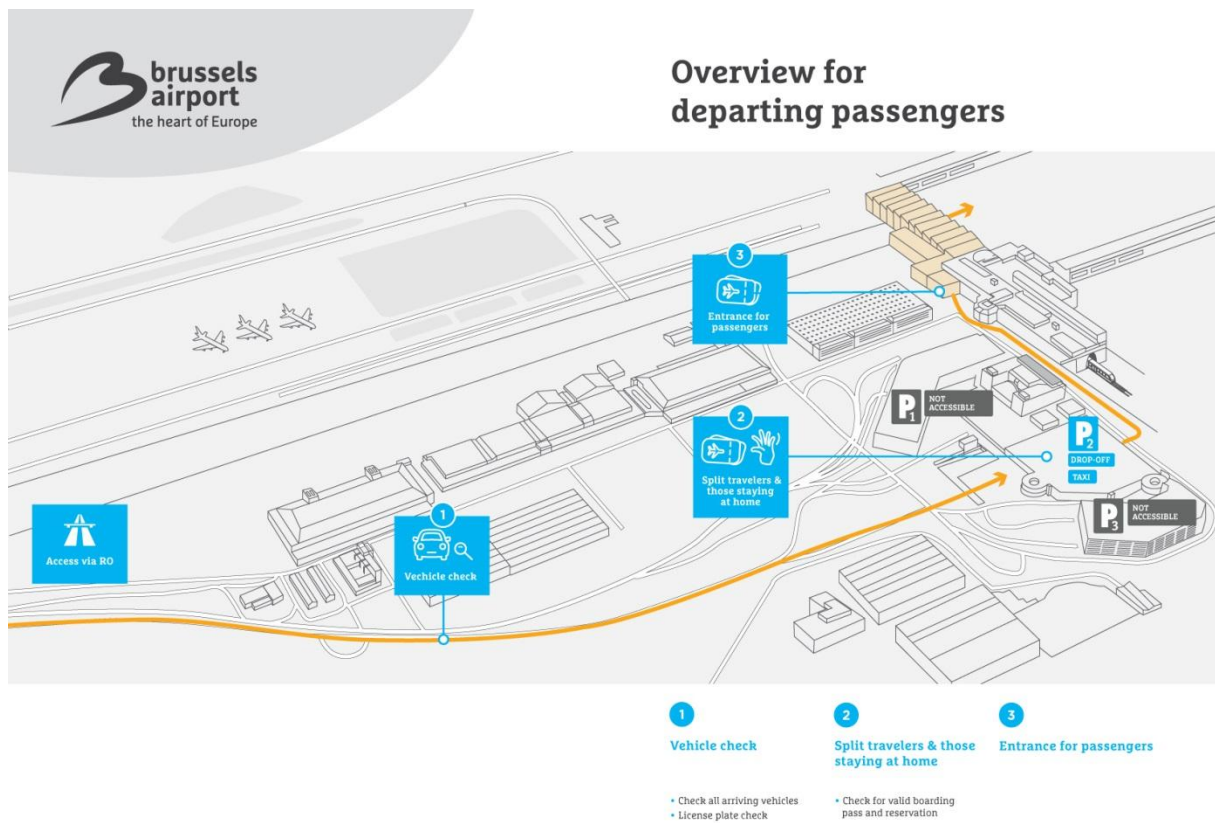 brussels
airport
the heart of Europe
Overview for
departing passengers
3
Entrance for
passengers
P1
NOT
ACCESSIBLE
2
Split travelers &
those staying
at home
P2
DROP-OFF
TAXI
P3
NOT
ACCESSIBLE
1
Vechicle check
Access via RO
1
Vehicle check
• Check all arriving vehicles
• License plate check
2
Split travelers & those
staying at home
• Check for valid boarding
pass and reservation
3
Entrance for passengers